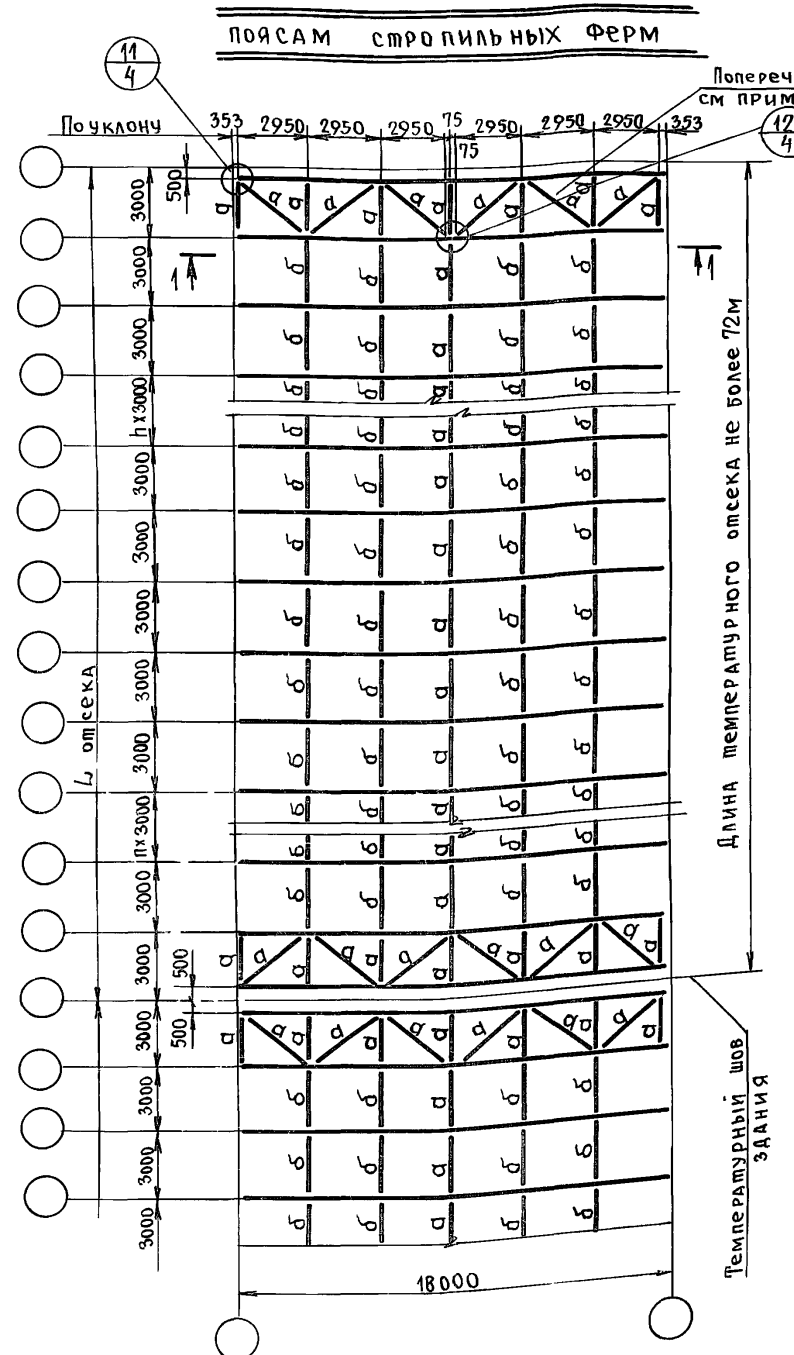 ПОЯСАМ СТРОПИЛЬНЫХ ФЕРМ
11
4
Попереч
см прим
12
4
По уклону
353 2950 2950 2950 75 2950 2950 2950 353
75
500
3000
а а а а а а а а а а
1 1
3000
б б а б б
3000
б б а б б
n x 3000
б б а б б
б б а б б
3000
б б а б б
3000
б б а б б
3000
б б а б б
3000
б б а б б
3000
б б а б б
n x 3000
б б а б б
б б а б б
3000
б б а б б
3000
500
а а а а а а а а а а
L отсека
Длина температурного отсека не более 72м
3000
500
а а а а а а а а а а
3000
б б а б б
3000
б б а б б
3000
б б а б б
Температурный шов
здания
18000